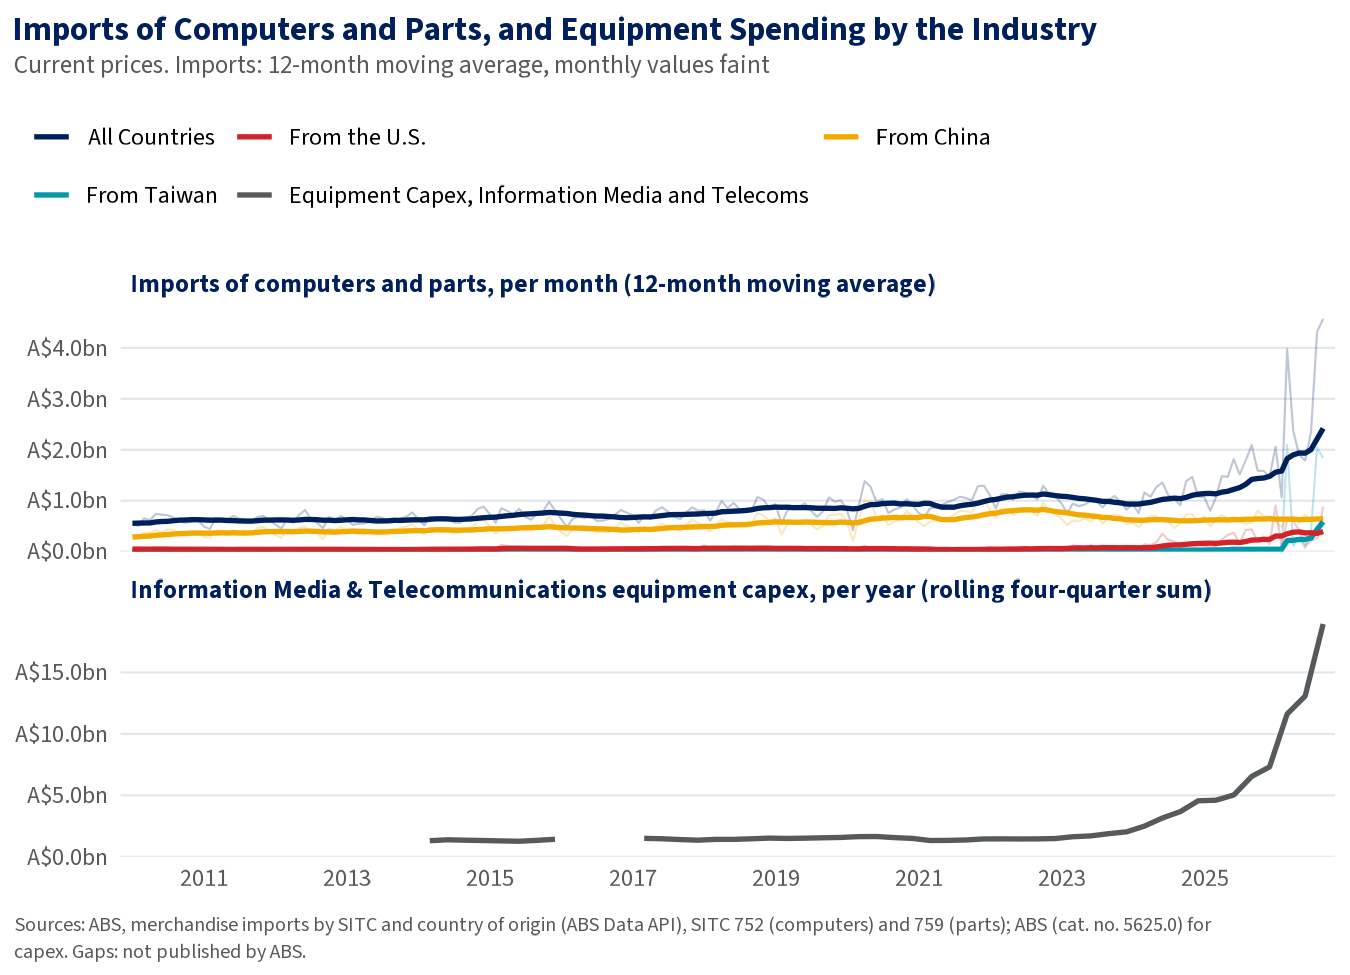 Imports of Computers and Parts, and Equipment Spending by the Industry
Current prices. Imports: 12-month moving average, monthly values faint
All Countries
From the U.S.
From China
From Taiwan
Equipment Capex, Information Media and Telecoms
Imports of computers and parts, per month (12-month moving average)
A$4.0bn
A$3.0bn
A$2.0bn
A$1.0bn
A$0.0bn
Information Media & Telecommunications equipment capex, per year (rolling four-quarter sum)
A$15.0bn
A$10.0bn
A$5.0bn
A$0.0bn
2011 2013 2015 2017 2019 2021 2023 2025
Sources: ABS, merchandise imports by SITC and country of origin (ABS Data API), SITC 752 (computers) and 759 (parts); ABS (cat. no. 5625.0) for
capex. Gaps: not published by ABS.